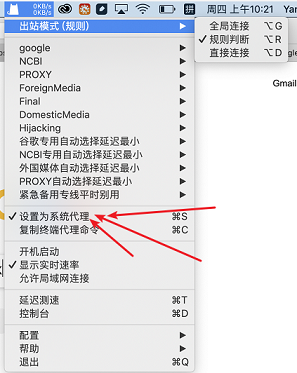 0KB/s
0KB/s
拼
周四 上午10:21
Yar
出站模式 (规则)
全局连接 ⌥G
✓ 规则判断 ⌥R
直接连接 ⌥D
google
NCBI
PROXY
ForeignMedia
Final
DomesticMedia
Hijacking
谷歌专用自动选择延迟最小
NCBI专用自动选择延迟最小
外国媒体自动选择延迟最小
PROXY自动选择延迟最小
紧急备用专线平时别用
✓ 设置为系统代理 ⌘S
复制终端代理命令 ⌘C
开机启动
✓ 显示实时速率
允许局域网连接
延迟测速 ⌘T
控制台 ⌘D
配置
帮助
退出 ⌘Q
Gmail